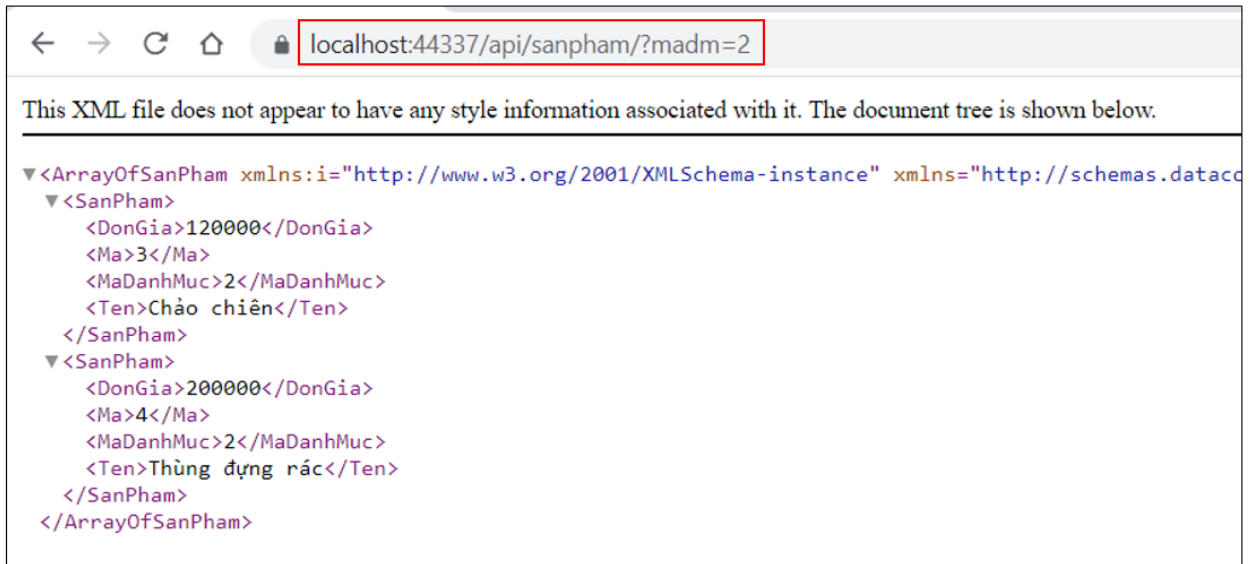 localhost:44337/api/sanpham/?madm=2
This XML file does not appear to have any style information associated with it. The document tree is shown below.
▼<ArrayOfSanPham xmlns:i="http://www.w3.org/2001/XMLSchema-instance" xmlns="http://schemas.datac
▼<SanPham>
<DonGia>120000</DonGia>
<Ma>3</Ma>
<MaDanhMuc>2</MaDanhMuc>
<Ten>Chảo chiên</Ten>
</SanPham>
▼<SanPham>
<DonGia>200000</DonGia>
<Ma>4</Ma>
<MaDanhMuc>2</MaDanhMuc>
<Ten>Thùng đựng rác</Ten>
</SanPham>
</ArrayOfSanPham>